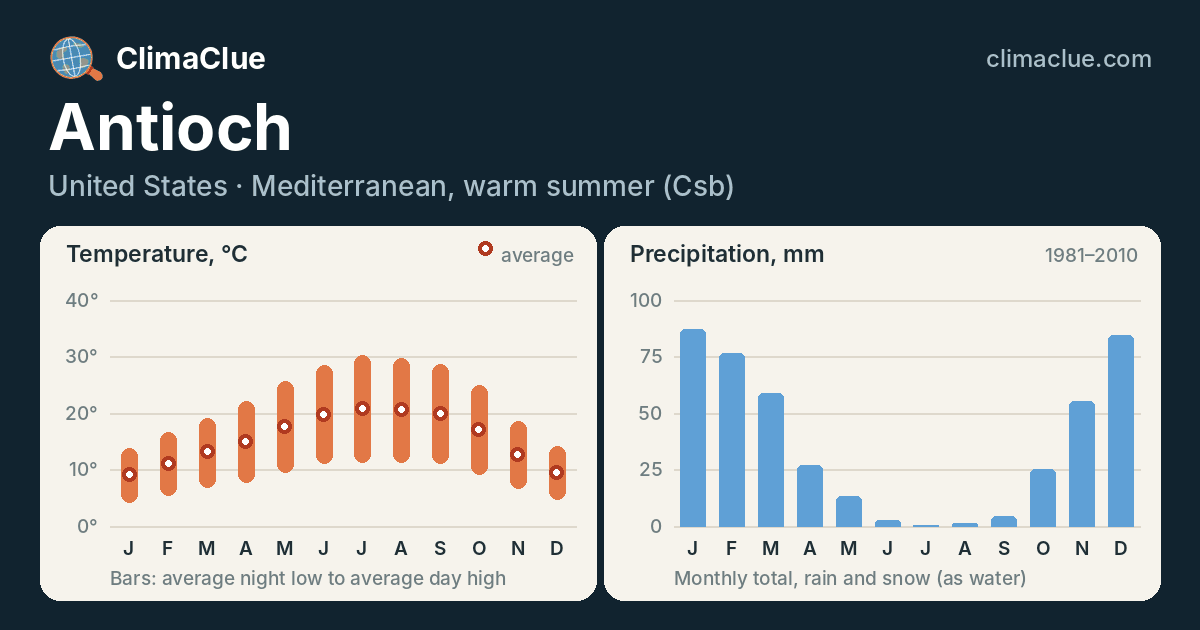 ClimaClue
climaclue.com
Antioch
United States · Mediterranean, warm summer (Csb)
Temperature, °C
average
40°
30°
20°
10°
0°
J F M A M J J A S O N D
Bars: average night low to average day high
Precipitation, mm
1981–2010
100
75
50
25
0
J F M A M J J A S O N D
Monthly total, rain and snow (as water)